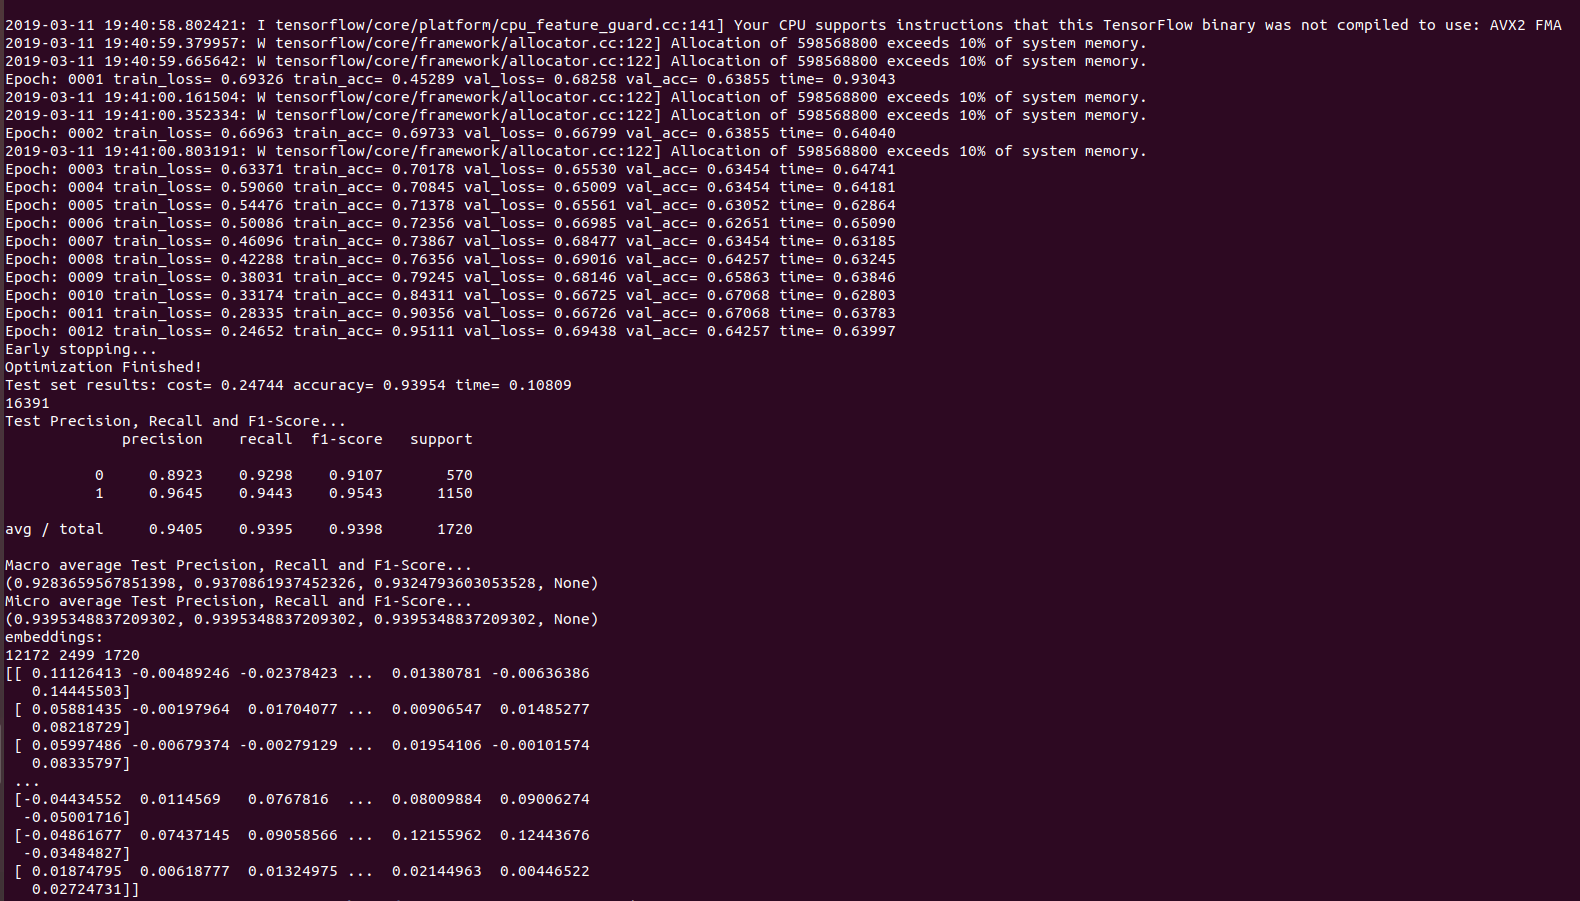 2019-03-11 19:40:58.802421: I tensorflow/core/platform/cpu_feature_guard.cc:141] Your CPU supports instructions that this TensorFlow binary was not compiled to use: AVX2 FMA
2019-03-11 19:40:59.379957: W tensorflow/core/framework/allocator.cc:122] Allocation of 598568800 exceeds 10% of system memory.
2019-03-11 19:40:59.665642: W tensorflow/core/framework/allocator.cc:122] Allocation of 598568800 exceeds 10% of system memory.
Epoch: 0001 train_loss= 0.69326 train_acc= 0.45289 val_loss= 0.68258 val_acc= 0.63855 time= 0.93043
2019-03-11 19:41:00.161504: W tensorflow/core/framework/allocator.cc:122] Allocation of 598568800 exceeds 10% of system memory.
2019-03-11 19:41:00.352334: W tensorflow/core/framework/allocator.cc:122] Allocation of 598568800 exceeds 10% of system memory.
Epoch: 0002 train_loss= 0.66963 train_acc= 0.69733 val_loss= 0.66799 val_acc= 0.63855 time= 0.64040
2019-03-11 19:41:00.803191: W tensorflow/core/framework/allocator.cc:122] Allocation of 598568800 exceeds 10% of system memory.
Epoch: 0003 train_loss= 0.63371 train_acc= 0.70178 val_loss= 0.65530 val_acc= 0.63454 time= 0.64741
Epoch: 0004 train_loss= 0.59060 train_acc= 0.70845 val_loss= 0.65009 val_acc= 0.63454 time= 0.64181
Epoch: 0005 train_loss= 0.54476 train_acc= 0.71378 val_loss= 0.65561 val_acc= 0.63052 time= 0.62864
Epoch: 0006 train_loss= 0.50086 train_acc= 0.72356 val_loss= 0.66985 val_acc= 0.62651 time= 0.65090
Epoch: 0007 train_loss= 0.46096 train_acc= 0.73867 val_loss= 0.68477 val_acc= 0.63454 time= 0.63185
Epoch: 0008 train_loss= 0.42288 train_acc= 0.76356 val_loss= 0.69016 val_acc= 0.64257 time= 0.63245
Epoch: 0009 train_loss= 0.38031 train_acc= 0.79245 val_loss= 0.68146 val_acc= 0.65863 time= 0.63846
Epoch: 0010 train_loss= 0.33174 train_acc= 0.84311 val_loss= 0.66725 val_acc= 0.67068 time= 0.62803
Epoch: 0011 train_loss= 0.28335 train_acc= 0.90356 val_loss= 0.66726 val_acc= 0.67068 time= 0.63783
Epoch: 0012 train_loss= 0.24652 train_acc= 0.95111 val_loss= 0.69438 val_acc= 0.64257 time= 0.63997
Early stopping...
Optimization Finished!
Test set results: cost= 0.24744 accuracy= 0.93954 time= 0.10809
16391
Test Precision, Recall and F1-Score...
precision recall f1-score support
0 0.8923 0.9298 0.9107 570
1 0.9645 0.9443 0.9543 1150
avg / total 0.9405 0.9395 0.9398 1720
Macro average Test Precision, Recall and F1-Score...
(0.9283659567851398, 0.9370861937452326, 0.9324793603053528, None)
Micro average Test Precision, Recall and F1-Score...
(0.9395348837209302, 0.9395348837209302, 0.9395348837209302, None)
embeddings:
12172 2499 1720
[[ 0.11126413 -0.00489246 -0.02378423 ... 0.01380781 -0.00636386
0.14445503]
[ 0.05881435 -0.00197964 0.01704077 ... 0.00906547 0.01485277
0.08218729]
[ 0.05997486 -0.00679374 -0.00279129 ... 0.01954106 -0.00101574
0.08335797]
...
[-0.04434552 0.0114569 0.0767816 ... 0.08009884 0.09006274
-0.05001716]
[-0.04861677 0.07437145 0.09058566 ... 0.12155962 0.12443676
-0.03484827]
[ 0.01874795 0.00618777 0.01324975 ... 0.02144963 0.00446522
0.02724731]]